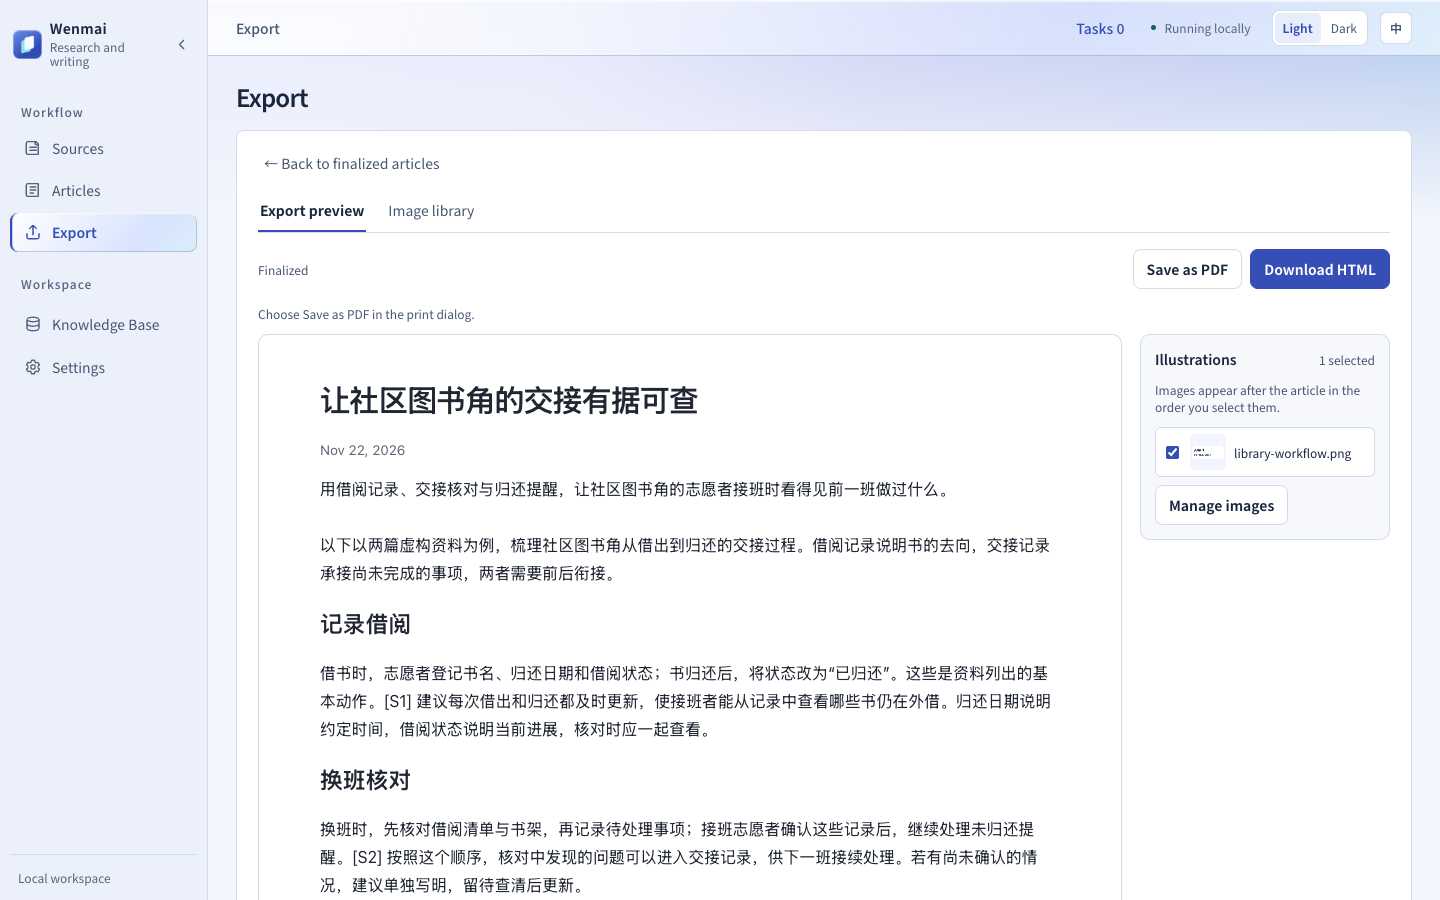 Wenmai
Research and
writing
Workflow
Sources
Articles
Export
Workspace
Knowledge Base
Settings
Local workspace
Export
Tasks 0
Running locally
Light
Dark
中
Export
← Back to finalized articles
Export preview
Image library
Finalized
Save as PDF
Download HTML
Choose Save as PDF in the print dialog.
让社区图书角的交接有据可查
Nov 22, 2026
用借阅记录、交接核对与归还提醒，让社区图书角的志愿者接班时看得见前一班做过什么。
以下以两篇虚构资料为例，梳理社区图书角从借出到归还的交接过程。借阅记录说明书的去向，交接记录
承接尚未完成的事项，两者需要前后衔接。
记录借阅
借书时，志愿者登记书名、归还日期和借阅状态；书归还后，将状态改为“已归还”。这些是资料列出的基
本动作。[S1] 建议每次借出和归还都及时更新，使接班者能从记录中查看哪些书仍在外借。归还日期说明
约定时间，借阅状态说明当前进展，核对时应一起查看。
换班核对
换班时，先核对借阅清单与书架，再记录待处理事项；接班志愿者确认这些记录后，继续处理未归还提
醒。[S2] 按照这个顺序，核对中发现的问题可以进入交接记录，供下一班接续处理。若有尚未确认的情
况，建议单独写明，留待查清后更新。
Illustrations
1 selected
Images appear after the article in the
order you select them.
library-workflow.png
Manage images